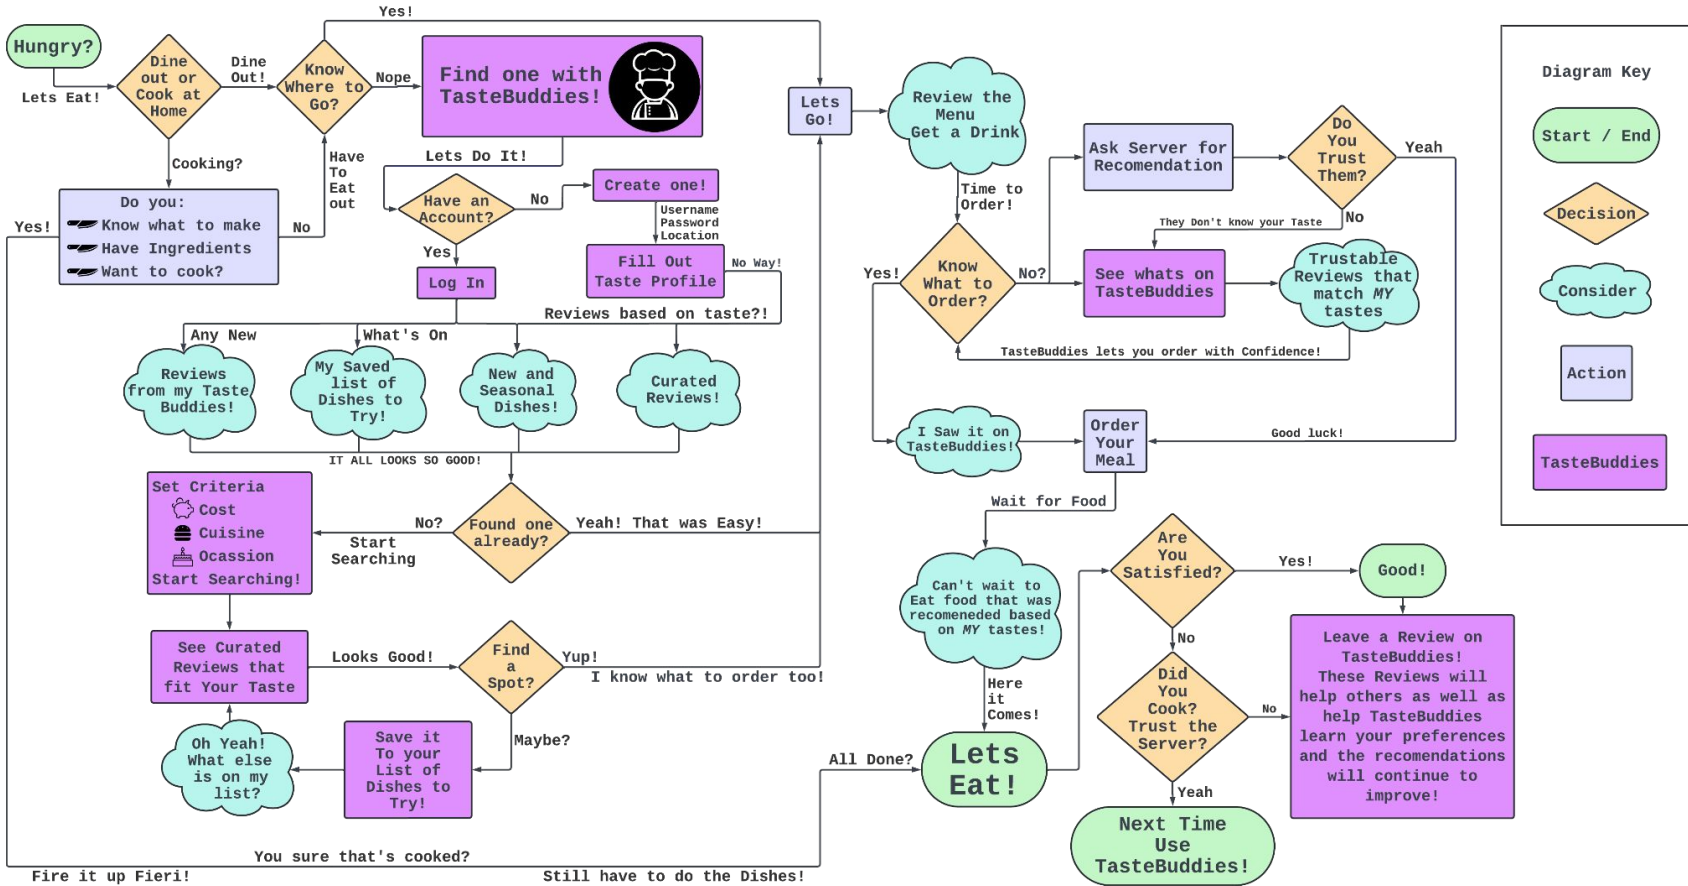 Hungry?
Lets Eat!
Dine
out or
Cook at
Home
Dine
Out!
Cooking?
Know
Where to
Go?
Yes!
Nope
Have
To
Eat
out
Do you:
Know what to make
Have Ingredients
Want to cook?
Yes!
No
Find one with
TasteBuddies!
Lets Do It!
Have an
Account?
No
Create one!
Username
Password
Location
Yes
Log In
Fill Out
Taste Profile
No Way!
Reviews based on taste?!
Any New
What's On
Reviews
from my Taste
Buddies!
My Saved
list of
Dishes to
Try!
New and
Seasonal
Dishes!
Curated
Reviews!
IT ALL LOOKS SO GOOD!
Found one
already?
No?
Start
Searching
Yeah! That was Easy!
Set Criteria
Cost
Cuisine
Ocassion
Start Searching!
See Curated
Reviews that
fit Your Taste
Looks Good!
Find
a
Spot?
Yup!
I know what to order too!
Maybe?
Save it
To your
List of
Dishes to
Try!
Oh Yeah!
What else
is on my
list?
You sure that's cooked?
Fire it up Fieri!
Still have to do the Dishes!
All Done?
Lets
Go!
Review the
Menu
Get a Drink
Time to
Order!
Know
What to
Order?
Yes!
No?
Ask Server for
Recomendation
Do
You
Trust
Them?
Yeah
No
They Don't know your Taste
See whats on
TasteBuddies
Trustable
Reviews that
match MY
tastes
TasteBuddies lets you order with Confidence!
I Saw it on
TasteBuddies!
Order
Your
Meal
Good luck!
Wait for Food
Can't wait to
Eat food that was
recomeneded based
on MY tastes!
Here
it
Comes!
Lets
Eat!
Are
You
Satisfied?
Yes!
Good!
No
Did
You
Cook?
Trust the
Server?
No
Yeah
Next Time
Use
TasteBuddies!
Leave a Review on
TasteBuddies!
These Reviews will
help others as well as
help TasteBuddies
learn your preferences
and the recomendations
will continue to
improve!
Diagram Key
Start / End
Decision
Consider
Action
TasteBuddies